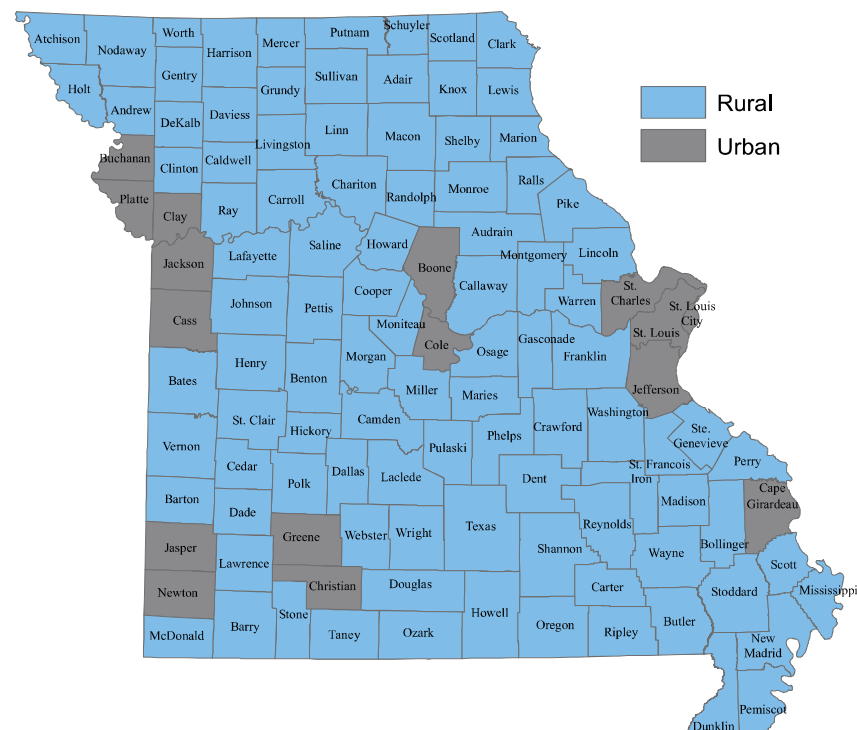 Atchison
Nodaway
Worth
Harrison
Mercer
Putnam
Schuyler
Scotland
Clark
Holt
Andrew
Gentry
DeKalb
Daviess
Grundy
Sullivan
Adair
Knox
Lewis
Rural
Urban
Buchanan
Clinton
Caldwell
Livingston
Linn
Macon
Shelby
Marion
Platte
Clay
Ray
Carroll
Chariton
Randolph
Monroe
Ralls
Pike
Jackson
Lafayette
Saline
Howard
Boone
Audrain
Callaway
Montgomery
Lincoln
Warren
St.
Charles
St. Louis
City
St. Louis
Cass
Johnson
Pettis
Cooper
Moniteau
Cole
Osage
Gasconade
Franklin
Jefferson
Bates
Henry
Benton
Morgan
Miller
Maries
St. Clair
Hickory
Camden
Pulaski
Phelps
Crawford
Washington
Ste.
Genevieve
St. Francois
Perry
Vernon
Cedar
Polk
Dallas
Laclede
Dent
Iron
Madison
Cape
Girardeau
Barton
Dade
Greene
Webster
Wright
Texas
Shannon
Reynolds
Wayne
Bollinger
Scott
Mississippi
Jasper
Lawrence
Christian
Douglas
Carter
Stoddard
Newton
McDonald
Barry
Stone
Taney
Ozark
Howell
Oregon
Ripley
Butler
New
Madrid
Pemiscot
Dunklin